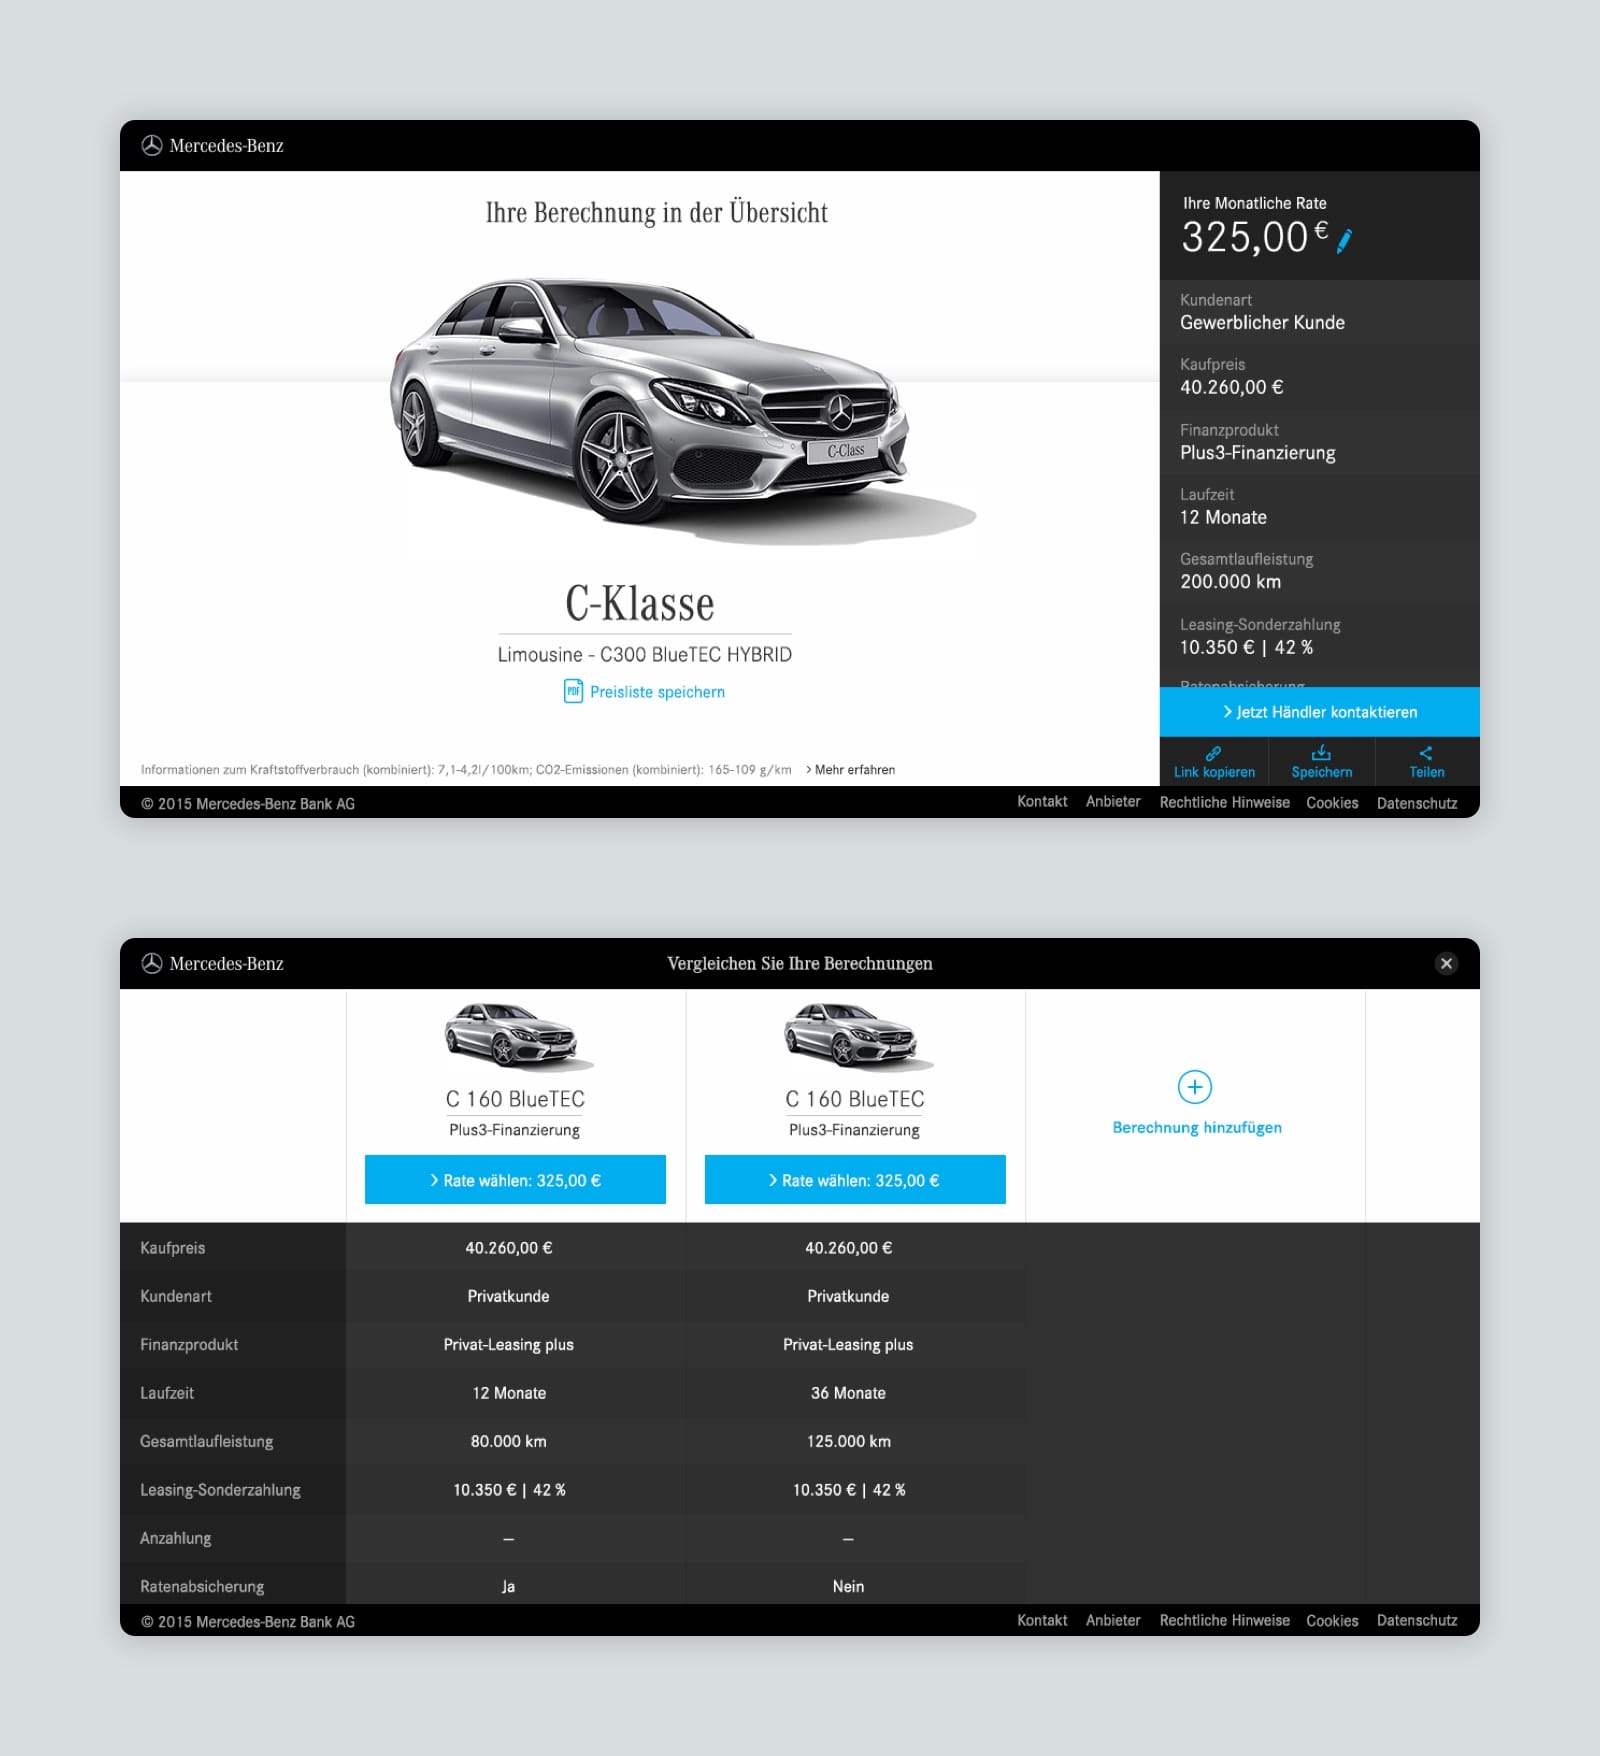 Mercedes-Benz
Ihre Berechnung in der Übersicht
C-Class
C-Klasse
Limousine - C300 BlueTEC HYBRID
PDF Preisliste speichern
Informationen zum Kraftstoffverbrauch (kombiniert): 7,1-4,2l/100km; CO2-Emissionen (kombiniert): 165-109 g/km > Mehr erfahren
Ihre Monatliche Rate
325,00 €
Kundenart
Gewerblicher Kunde
Kaufpreis
40.260,00 €
Finanzprodukt
Plus3-Finanzierung
Laufzeit
12 Monate
Gesamtlaufleistung
200.000 km
Leasing-Sonderzahlung
10.350 € | 42 %
Ratenabsicherung
> Jetzt Händler kontaktieren
Link kopieren Speichern Teilen
© 2015 Mercedes-Benz Bank AG Kontakt Anbieter Rechtliche Hinweise Cookies Datenschutz
Mercedes-Benz Vergleichen Sie Ihre Berechnungen
C 160 BlueTEC C 160 BlueTEC
Plus3-Finanzierung Plus3-Finanzierung Berechnung hinzufügen
> Rate wählen: 325,00 € > Rate wählen: 325,00 €
Kaufpreis 40.260,00 € 40.260,00 €
Kundenart Privatkunde Privatkunde
Finanzprodukt Privat-Leasing plus Privat-Leasing plus
Laufzeit 12 Monate 36 Monate
Gesamtlaufleistung 80.000 km 125.000 km
Leasing-Sonderzahlung 10.350 € | 42 % 10.350 € | 42 %
Anzahlung – –
Ratenabsicherung Ja Nein
© 2015 Mercedes-Benz Bank AG Kontakt Anbieter Rechtliche Hinweise Cookies Datenschutz